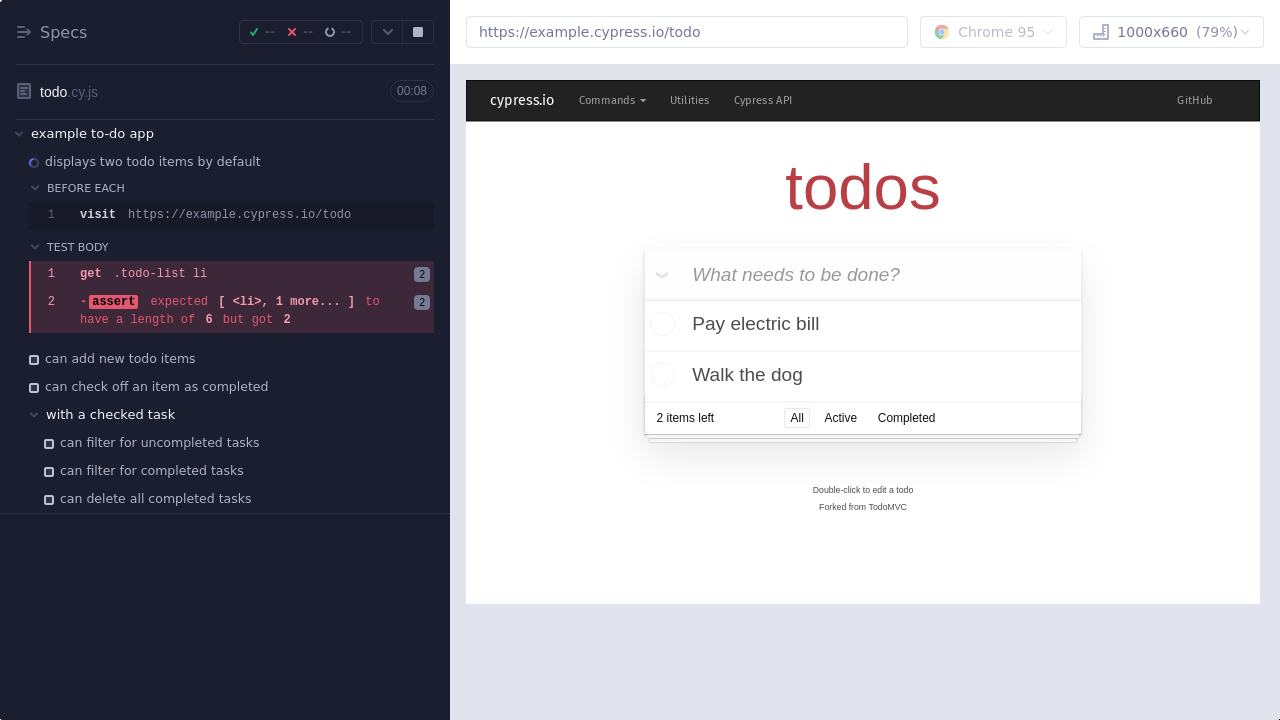 Specs
-- -- --
todo.cy.js 00:08
example to-do app
displays two todo items by default
BEFORE EACH
1 visit https://example.cypress.io/todo
TEST BODY
1 get .todo-list li 2
2 -assert expected [ <li>, 1 more... ] to 2
have a length of 6 but got 2
can add new todo items
can check off an item as completed
with a checked task
can filter for uncompleted tasks
can filter for completed tasks
can delete all completed tasks
https://example.cypress.io/todo
Chrome 95
1000x660 (79%)
cypress.io Commands Utilities Cypress API GitHub
todos
What needs to be done?
Pay electric bill
Walk the dog
2 items left All Active Completed
Double-click to edit a todo
Forked from TodoMVC